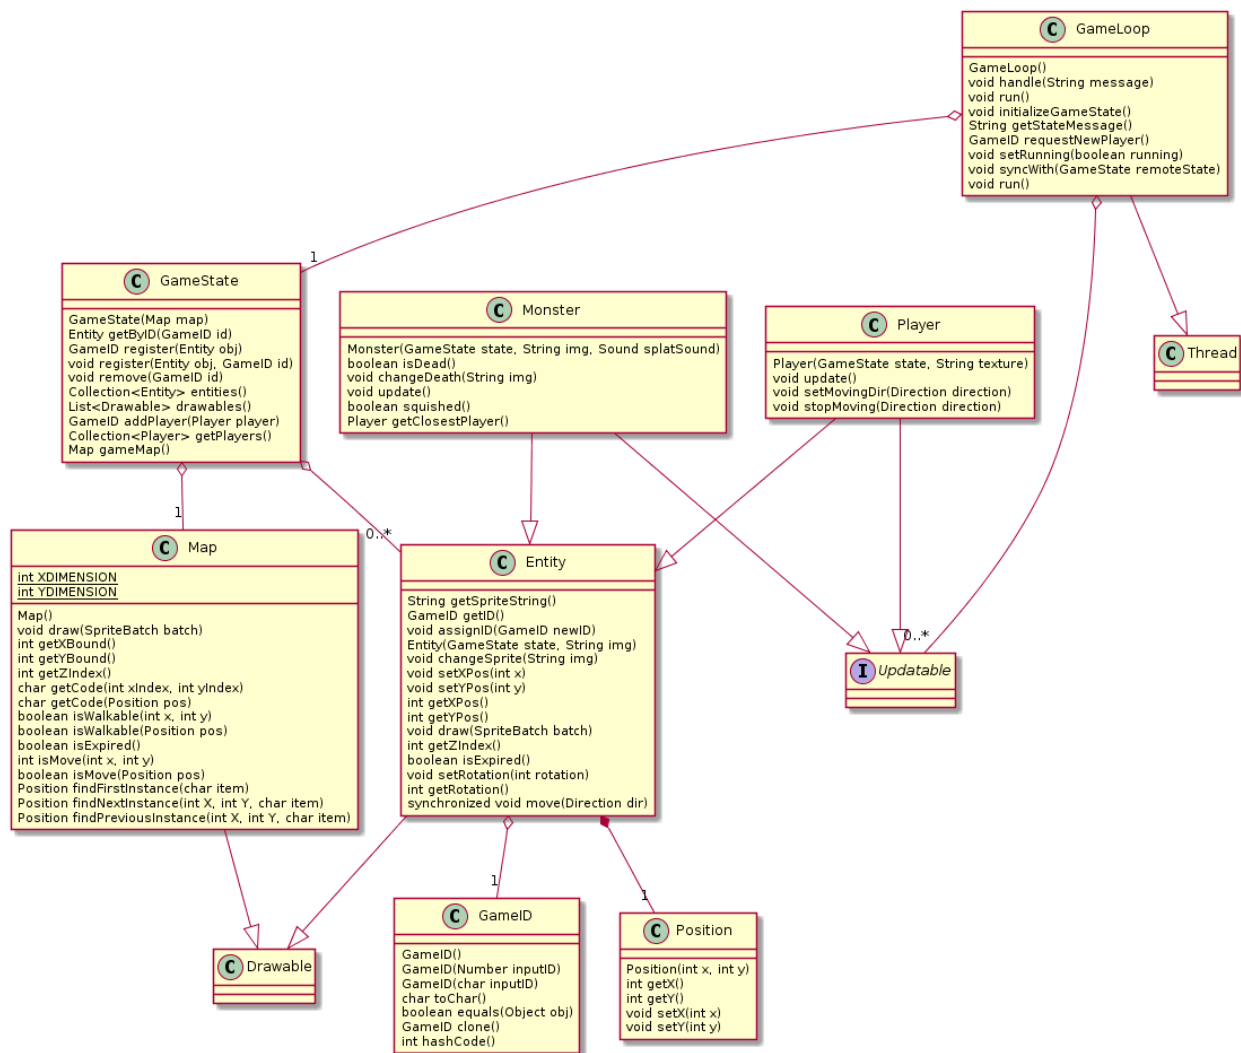 C GameLoop
GameLoop()
void handle(String message)
void run()
void initializeGameState()
String getStateMessage()
GameID requestNewPlayer()
void setRunning(boolean running)
void syncWith(GameState remoteState)
void run()
1
C GameState
GameState(Map map)
Entity getByID(GameID id)
GameID register(Entity obj)
void register(Entity obj, GameID id)
void remove(GameID id)
Collection<Entity> entities()
List<Drawable> drawables()
GameID addPlayer(Player player)
Collection<Player> getPlayers()
Map gameMap()
C Monster
Monster(GameState state, String img, Sound splatSound)
boolean isDead()
void changeDeath(String img)
void update()
boolean squished()
Player getClosestPlayer()
C Player
Player(GameState state, String texture)
void update()
void setMovingDir(Direction direction)
void stopMoving(Direction direction)
C Thread
1
0..*
C Map
int XDIMENSION
int YDIMENSION
Map()
void draw(SpriteBatch batch)
int getXBound()
int getYBound()
int getZIndex()
char getCode(int xIndex, int yIndex)
char getCode(Position pos)
boolean isWalkable(int x, int y)
boolean isWalkable(Position pos)
boolean isExpired()
int isMove(int x, int y)
boolean isMove(Position pos)
Position findFirstInstance(char item)
Position findNextInstance(int X, int Y, char item)
Position findPreviousInstance(int X, int Y, char item)
C Entity
String getSpriteString()
GameID getID()
void assignID(GameID newID)
Entity(GameState state, String img)
void changeSprite(String img)
void setXPos(int x)
void setYPos(int y)
int getXPos()
int getYPos()
void draw(SpriteBatch batch)
int getZIndex()
boolean isExpired()
void setRotation(int rotation)
int getRotation()
synchronized void move(Direction dir)
0..*
I Updatable
1
1
C Drawable
C GameID
GameID()
GameID(Number inputID)
GameID(char inputID)
char toChar()
boolean equals(Object obj)
GameID clone()
int hashCode()
C Position
Position(int x, int y)
int getX()
int getY()
void setX(int x)
void setY(int y)